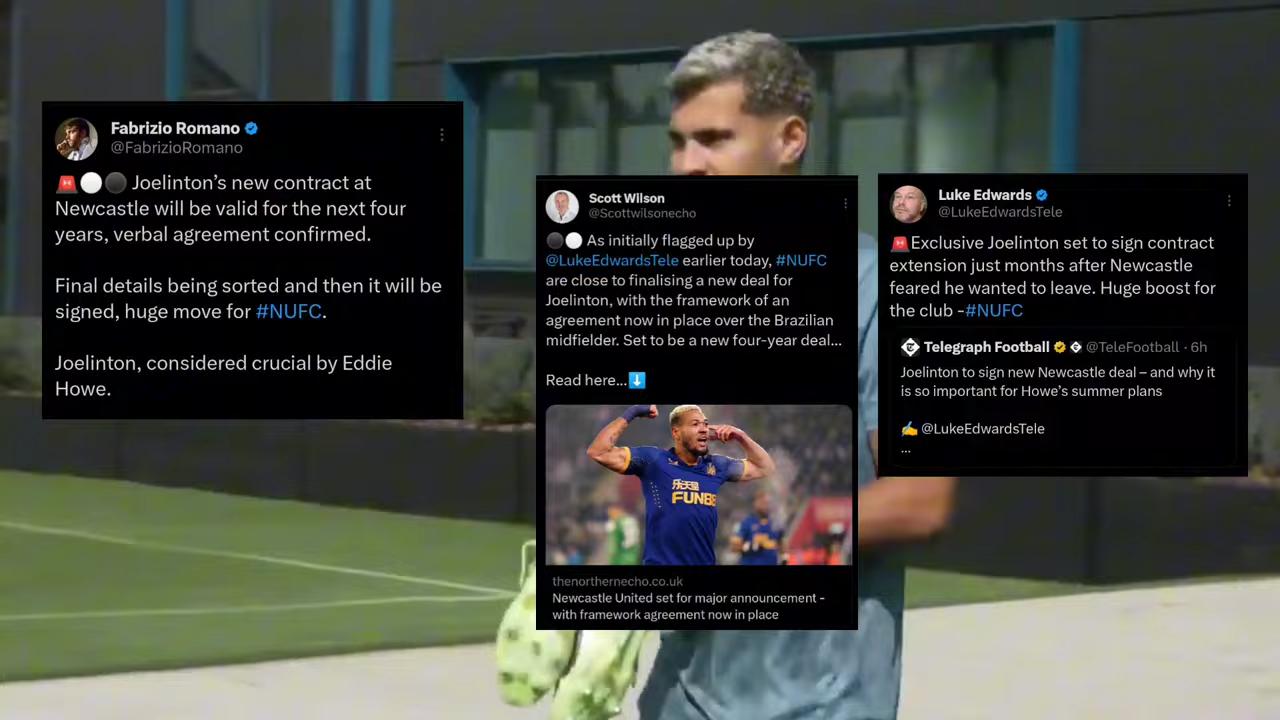 Fabrizio Romano
@FabrizioRomano
🚨⚪⚫ Joelinton’s new contract at
Newcastle will be valid for the next four
years, verbal agreement confirmed.
Final details being sorted and then it will be
signed, huge move for #NUFC.
Joelinton, considered crucial by Eddie
Howe.
Scott Wilson
@Scottwilsonecho
⚫⚪ As initially flagged up by
@LukeEdwardsTele earlier today, #NUFC
are close to finalising a new deal for
Joelinton, with the framework of an
agreement now in place over the Brazilian
midfielder. Set to be a new four-year deal...
Read here...⬇️
乐天堂
FUN88
thenorthernecho.co.uk
Newcastle United set for major announcement -
with framework agreement now in place
Luke Edwards
@LukeEdwardsTele
🚨Exclusive Joelinton set to sign contract
extension just months after Newcastle
feared he wanted to leave. Huge boost for
the club -#NUFC
Telegraph Football @TeleFootball · 6h
Joelinton to sign new Newcastle deal – and why it
is so important for Howe’s summer plans
✍️ @LukeEdwardsTele
...